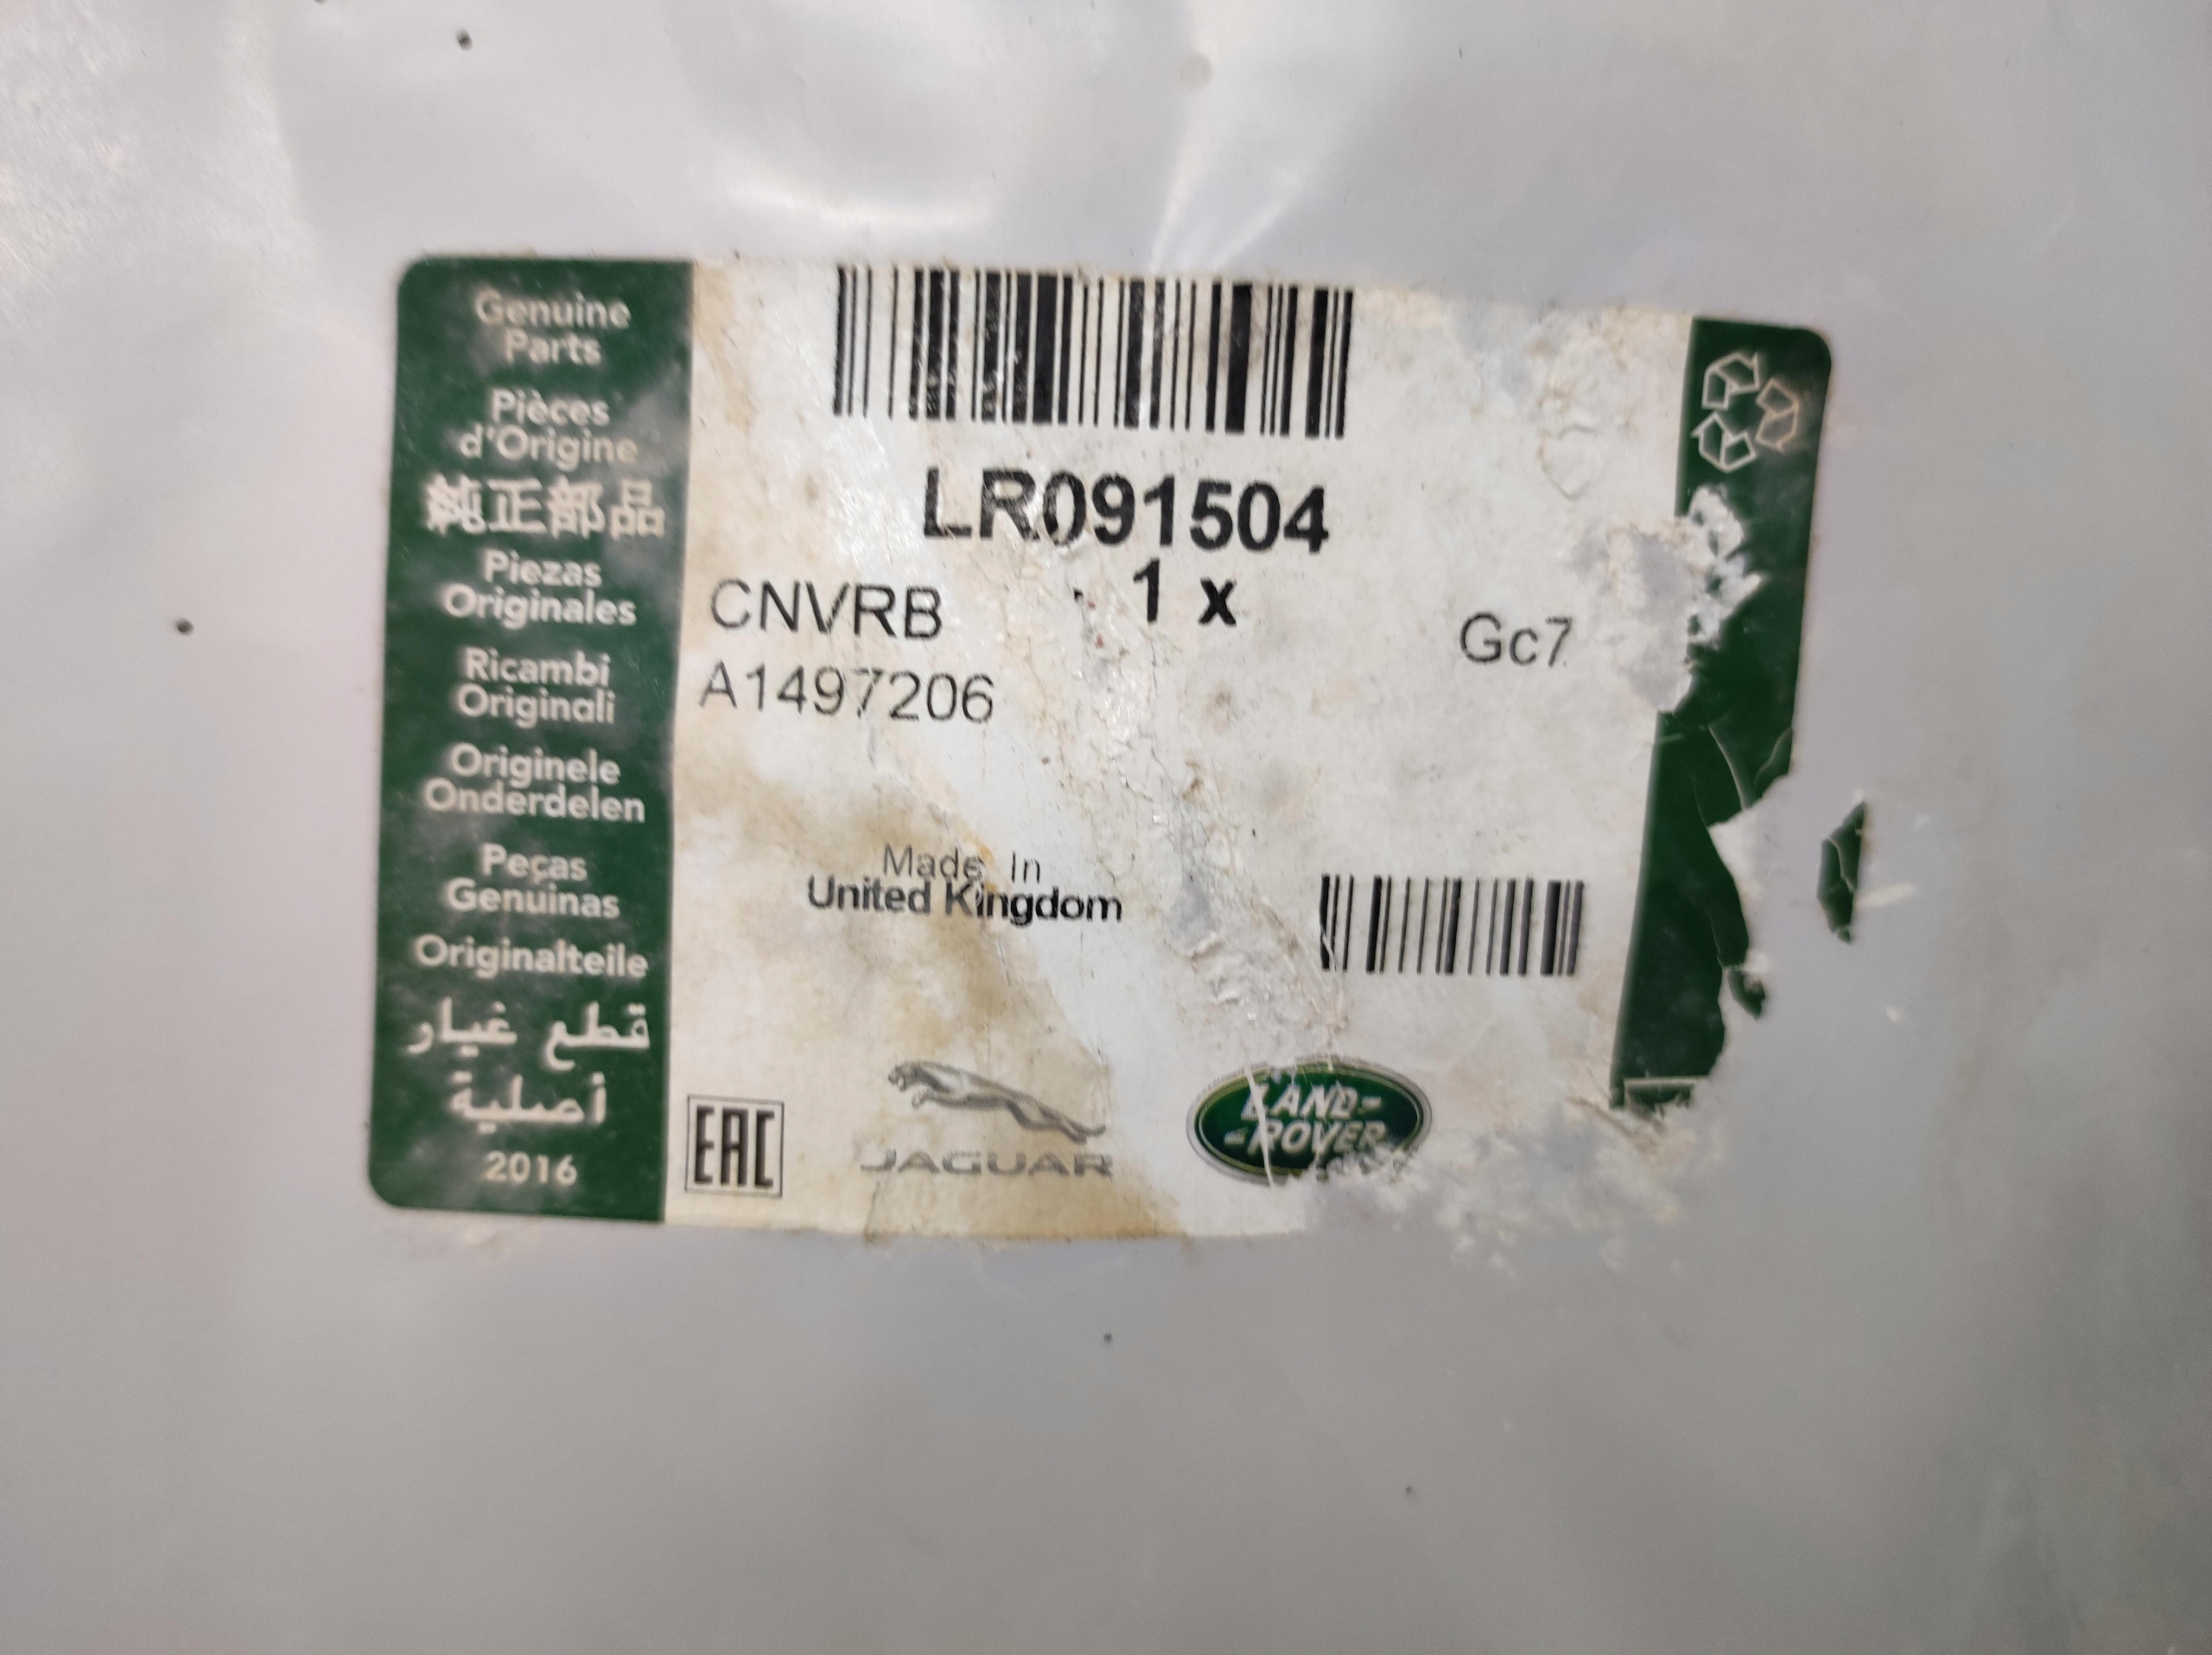 Genuine
Parts
Pièces
d'Origine
純正部品
Piezas
Originales
Ricambi
Originali
Originele
Onderdelen
Peças
Genuinas
Originalteile
قطع غيار
أصلية
2016
LR091504
1 x
CNVRB
Gc7
A1497206
Made In
United Kingdom
EAC
JAGUAR
LAND-
-ROVER